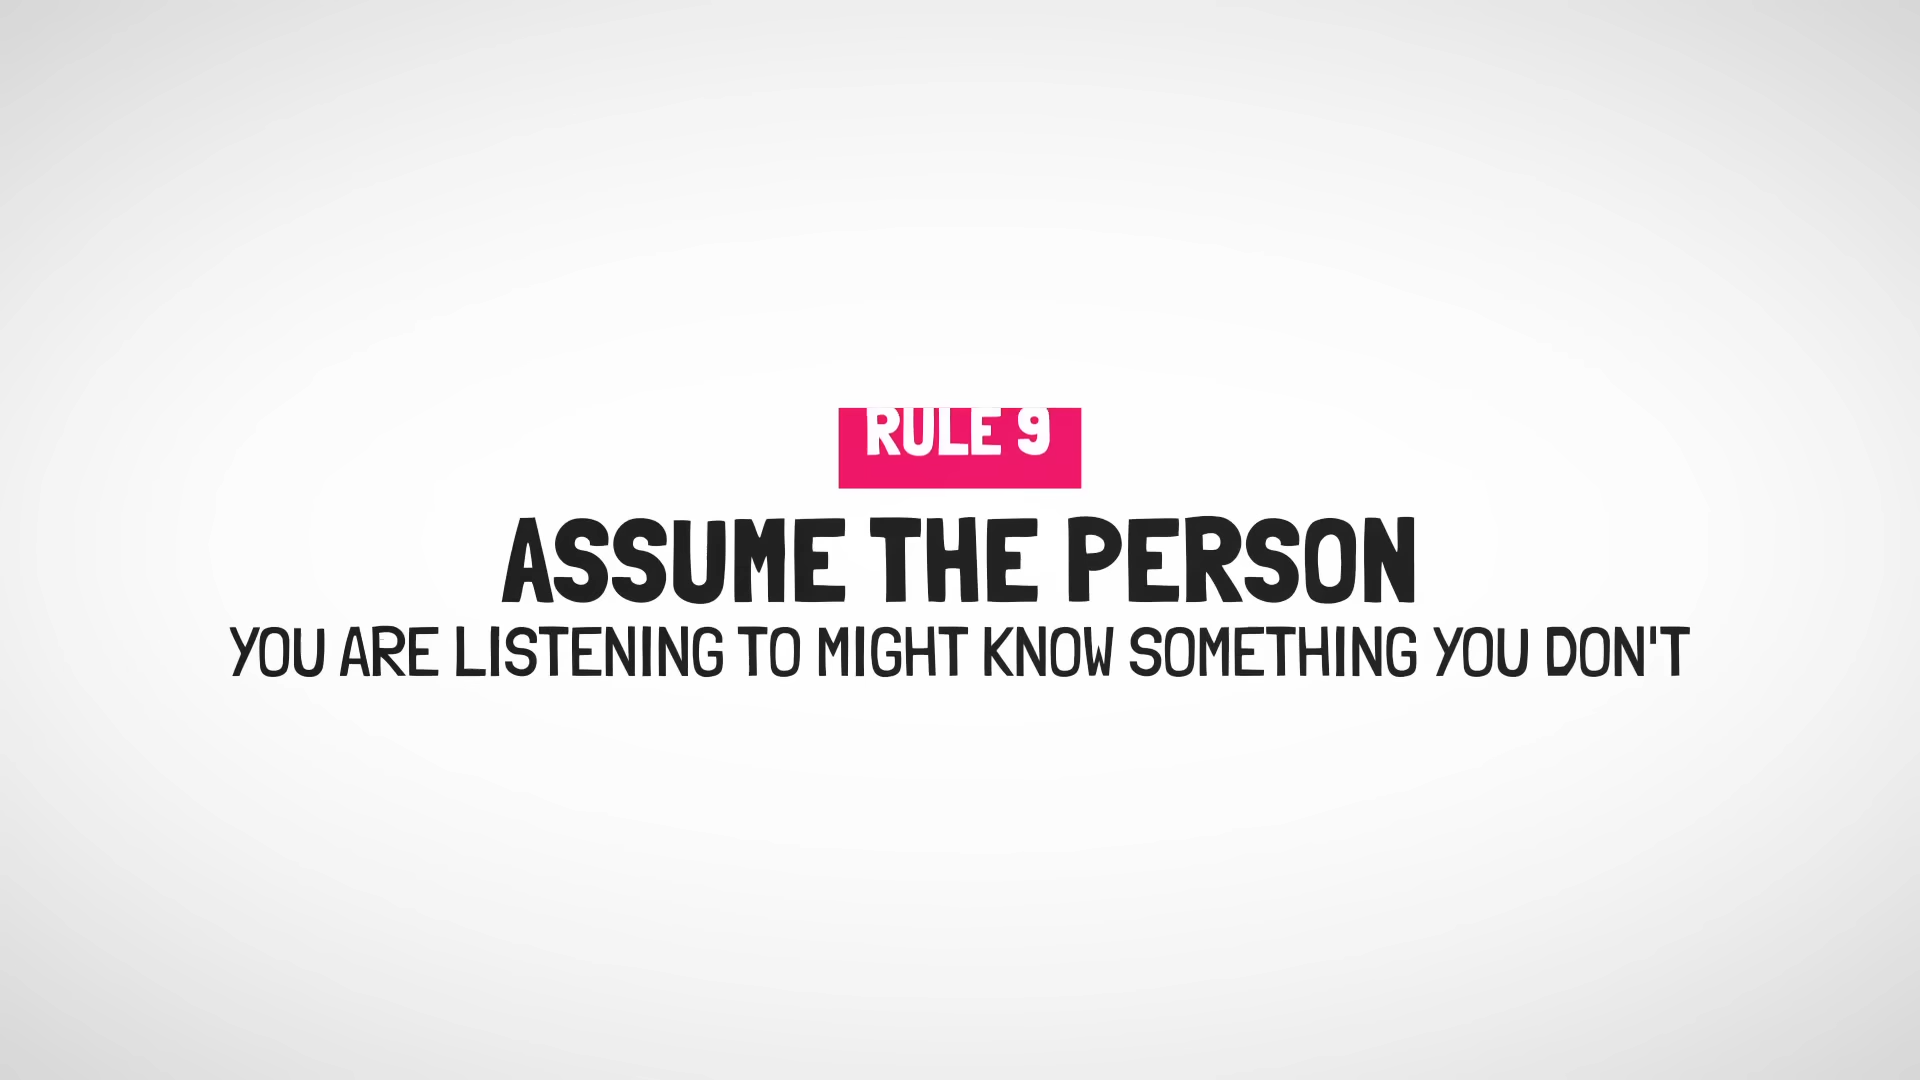 RULE 9
ASSUME THE PERSON
YOU ARE LISTENING TO MIGHT KNOW SOMETHING YOU DON'T